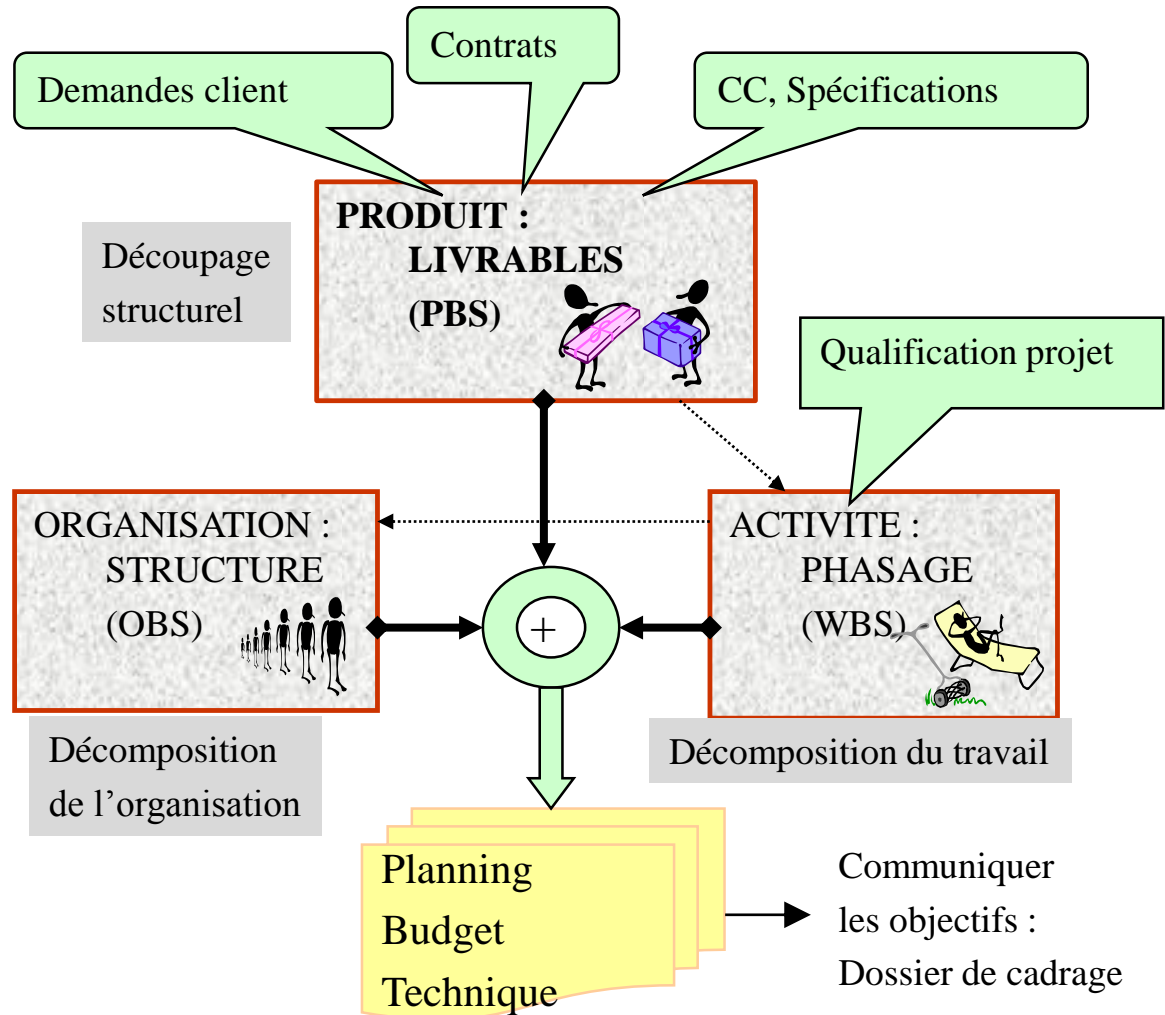 Contrats
Demandes client
CC, Spécifications
PRODUIT :
LIVRABLES
(PBS)
Découpage
structurel
Qualification projet
ORGANISATION :
STRUCTURE
(OBS)
ACTIVITE :
PHASAGE
(WBS)
+
Décomposition
de l’organisation
Décomposition du travail
Planning
Budget
Technique
Communiquer
les objectifs :
Dossier de cadrage